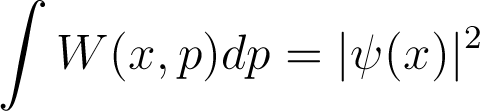 ∫ W(x, p)dp = |ψ(x)|²